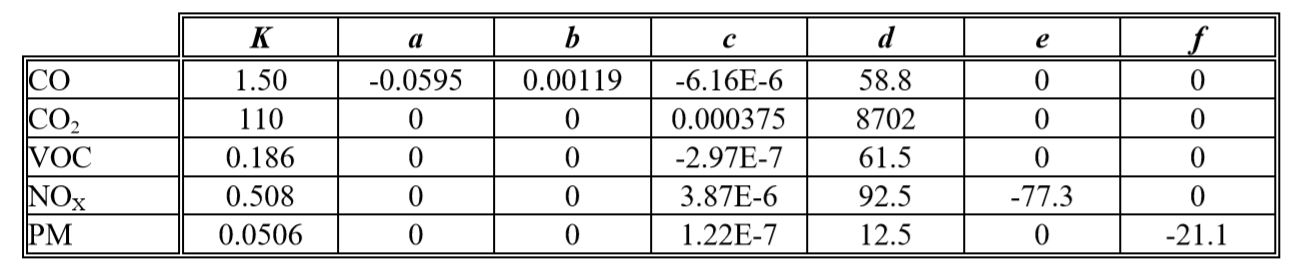 K a b c d e f
CO 1.50 -0.0595 0.00119 -6.16E-6 58.8 0 0
CO₂ 110 0 0 0.000375 8702 0 0
VOC 0.186 0 0 -2.97E-7 61.5 0 0
NOX 0.508 0 0 3.87E-6 92.5 -77.3 0
PM 0.0506 0 0 1.22E-7 12.5 0 -21.1